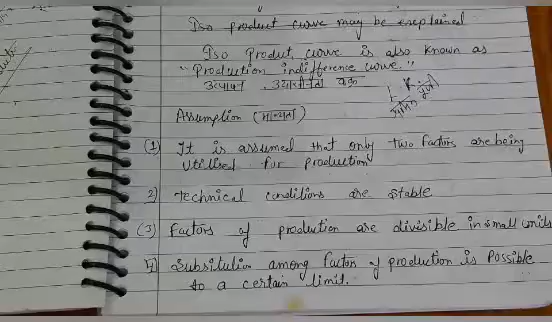 Iso product curve may be explained
Iso Produt, curve is also known as
"Production indifference curve."
उत्पादन उदासीनता वक्र
L K
Assumption (मान्यता)
(1) It is assumed that only two factors are being
utilised for production
2) technical conditions are stable
(3) Factors of production are divisible in small units
4) Subsitution among factors of production is Possible
to a certain limit.